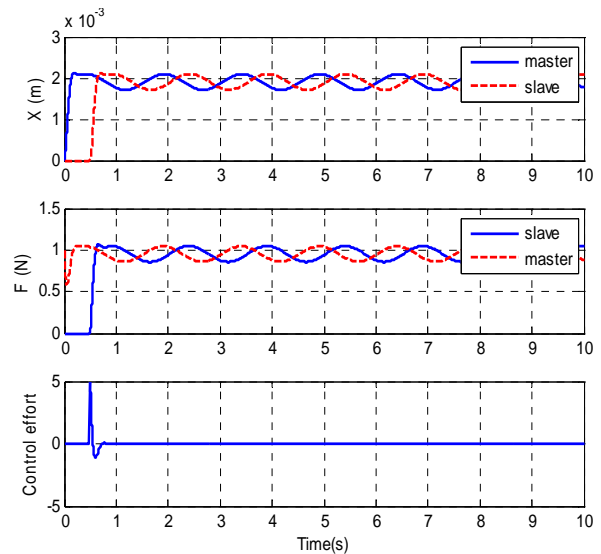 x 10^-3
3
2
1
0
X (m)
master
slave
0 1 2 3 4 5 6 7 8 9 10
1.5
1
0.5
0
F (N)
slave
master
0 1 2 3 4 5 6 7 8 9 10
5
0
-5
Control effort
0 1 2 3 4 5 6 7 8 9 10
Time(s)